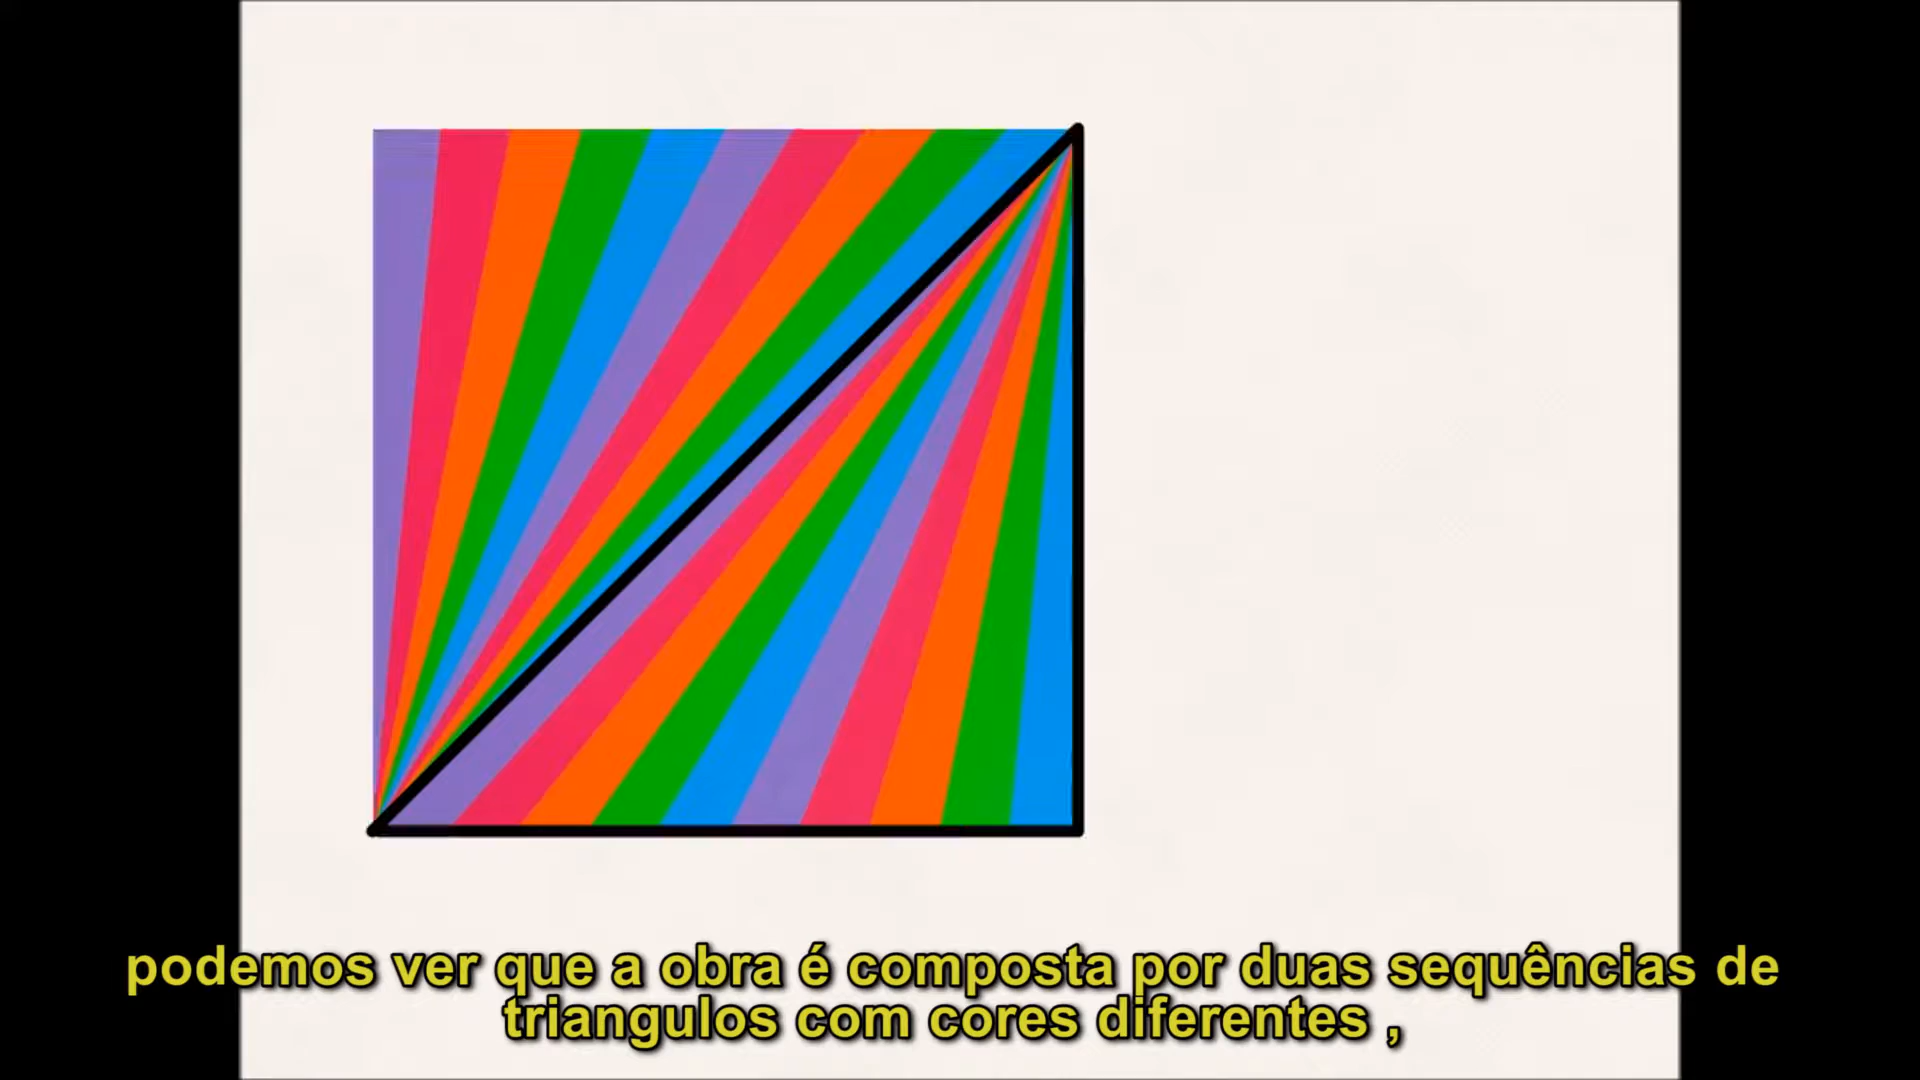 podemos ver que a obra é composta por duas sequências de
triangulos com cores diferentes ,